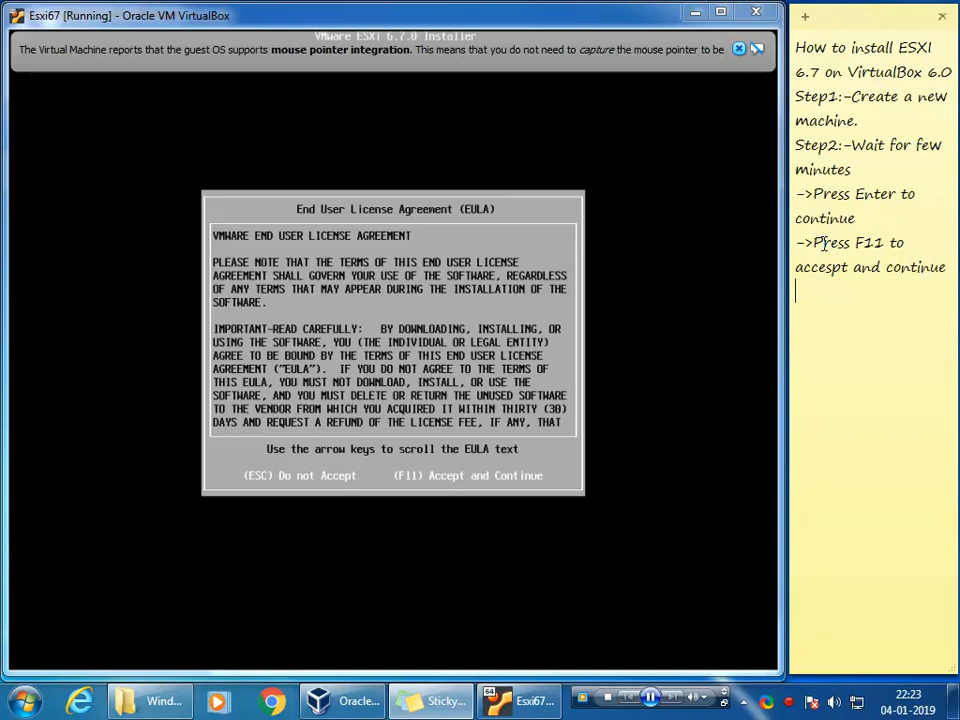 Esxi67 [Running] - Oracle VM VirtualBox
VMware ESXi 6.7.0 Installer
The Virtual Machine reports that the guest OS supports mouse pointer integration. This means that you do not need to capture the mouse pointer to be
End User License Agreement (EULA)
VMWARE END USER LICENSE AGREEMENT
PLEASE NOTE THAT THE TERMS OF THIS END USER LICENSE
AGREEMENT SHALL GOVERN YOUR USE OF THE SOFTWARE, REGARDLESS
OF ANY TERMS THAT MAY APPEAR DURING THE INSTALLATION OF THE
SOFTWARE.
IMPORTANT-READ CAREFULLY: BY DOWNLOADING, INSTALLING, OR
USING THE SOFTWARE, YOU (THE INDIVIDUAL OR LEGAL ENTITY)
AGREE TO BE BOUND BY THE TERMS OF THIS END USER LICENSE
AGREEMENT ("EULA"). IF YOU DO NOT AGREE TO THE TERMS OF
THIS EULA, YOU MUST NOT DOWNLOAD, INSTALL, OR USE THE
SOFTWARE, AND YOU MUST DELETE OR RETURN THE UNUSED SOFTWARE
TO THE VENDOR FROM WHICH YOU ACQUIRED IT WITHIN THIRTY (30)
DAYS AND REQUEST A REFUND OF THE LICENSE FEE, IF ANY, THAT
Use the arrow keys to scroll the EULA text
(ESC) Do not Accept (F11) Accept and Continue
How to install ESXI
6.7 on VirtualBox 6.0
Step1:-Create a new
machine.
Step2:-Wait for few
minutes
->Press Enter to
continue
->Press F11 to
accespt and continue
Wind...
Oracle...
Sticky...
64
Esxi67...
22:23
04-01-2019